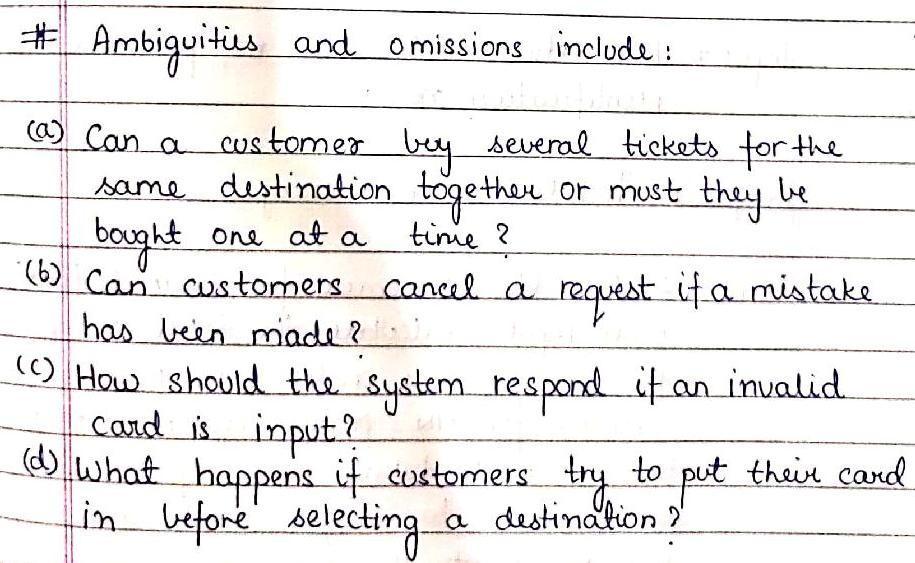 # Ambiguities and omissions include :
(a) Can a customer buy several tickets for the
same destination together or must they be
bought one at a time ?
(b) Can customers cancel a request if a mistake
has been made ?
(c) How should the system respond if an invalid
card is input ?
(d) What happens if customers try to put their card
in before selecting a destination ?